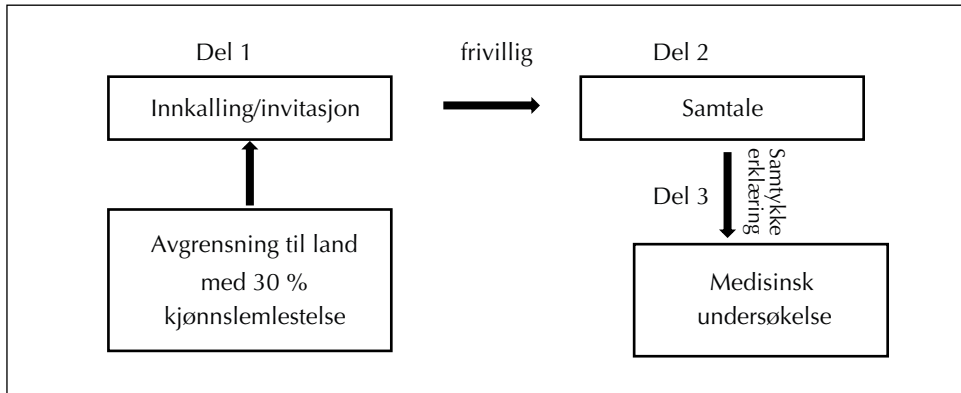 Del 1
frivillig
Del 2
Innkalling/invitasjon
Samtale
Samtykke
erklæring
Del 3
Avgrensning til land
med 30 %
kjønnslemlestelse
Medisinsk
undersøkelse